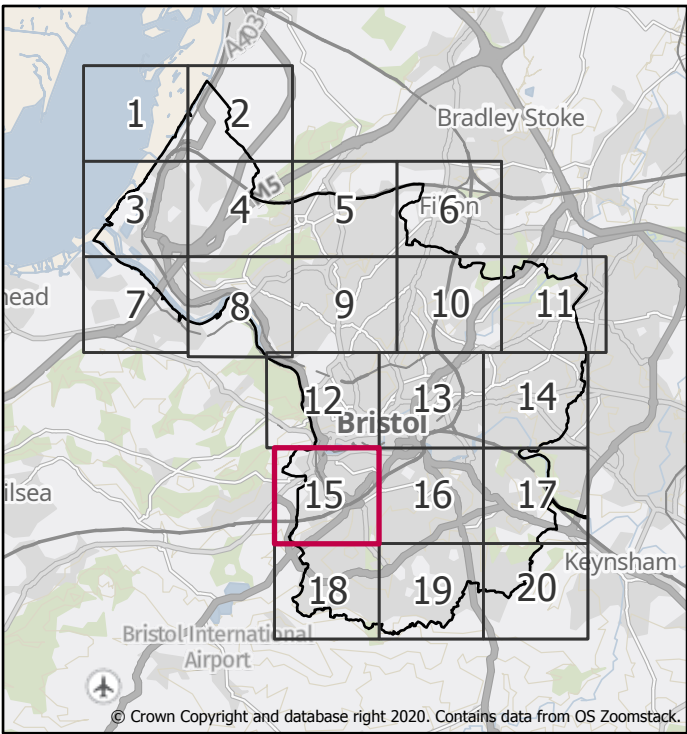 A403
1
2
Bradley Stoke
M5
3
4
5
6
Filton
head
7
8
9
10
11
12
13
14
Bristol
ilsea
15
16
17
Keynsham
18
19
20
Bristol International
Airport
© Crown Copyright and database right 2020. Contains data from OS Zoomstack.